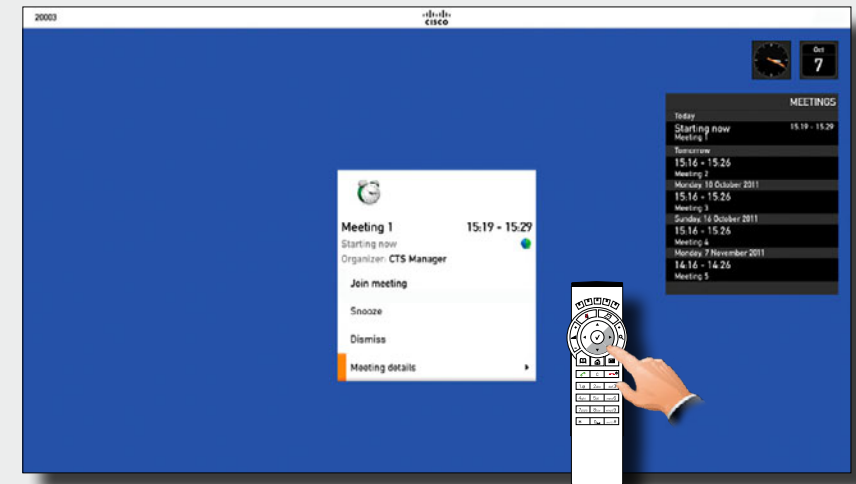 20003
CISCO
Oct
7
MEETINGS
Today
Starting now 15.19 - 15.29
Meeting 1
Tomorrow
15:16 - 15:26
Meeting 2
Monday, 10 October 2011
15:16 - 15:26
Meeting 3
Sunday, 16 October 2011
15:16 - 15:26
Meeting 4
Monday, 7 November 2011
14:16 - 14:26
Meeting 5
Meeting 1 15:19 - 15:29
Starting now
Organizer: CTS Manager
Join meeting
Snooze
Dismiss
Meeting details